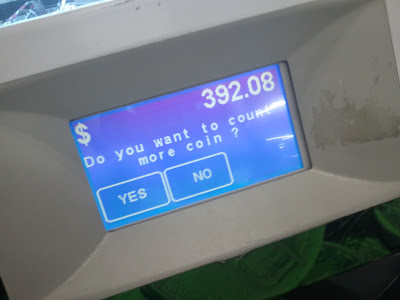 392.08
$
Do you want to count
more coin ?
YES
NO